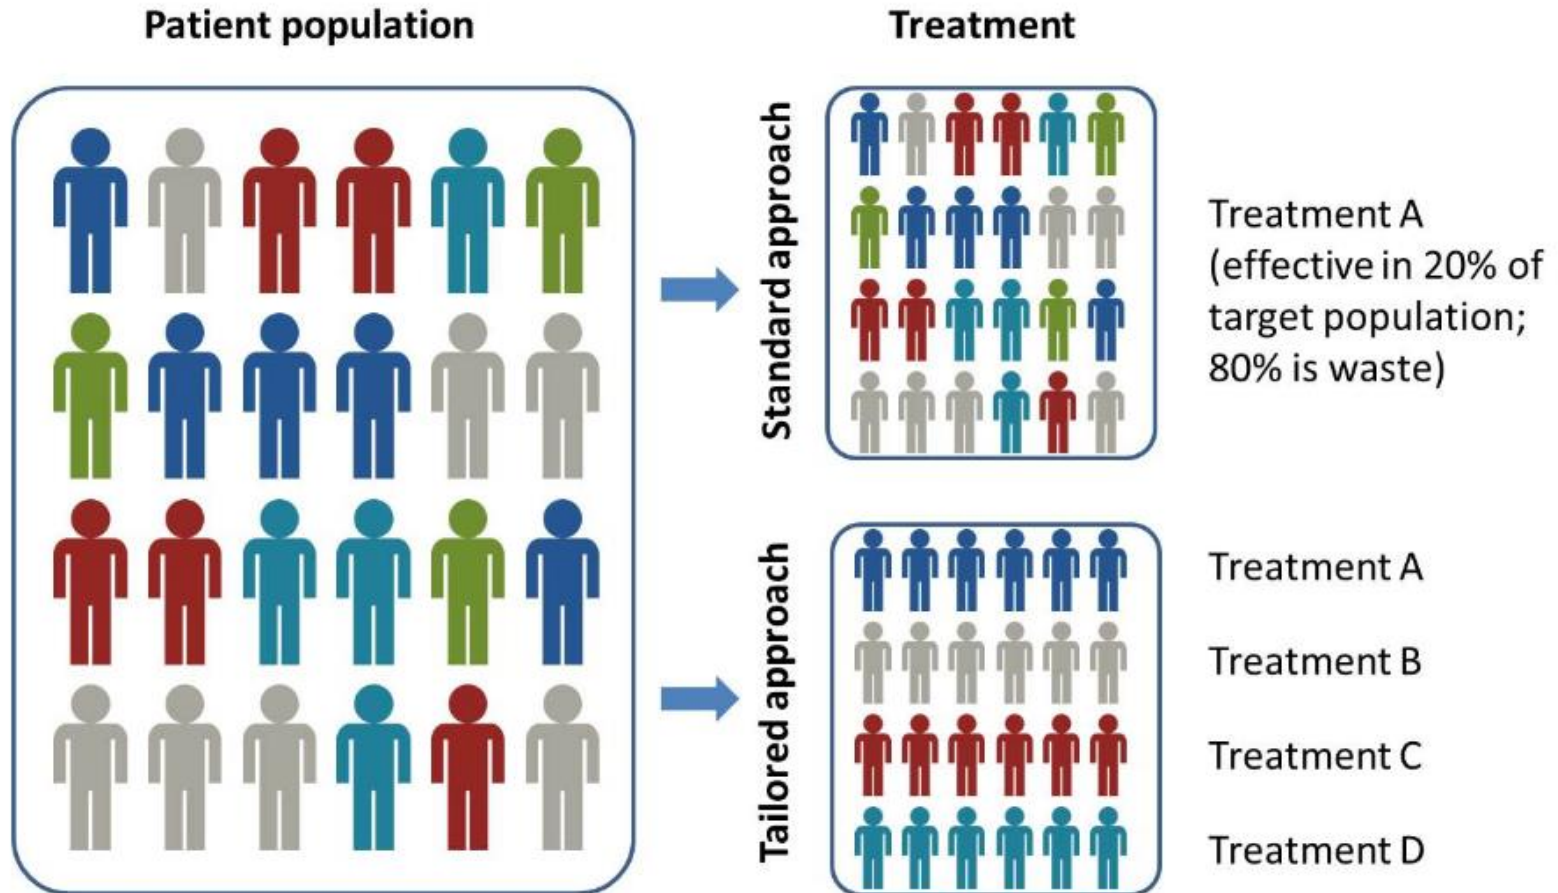 Patient population
Treatment
Standard approach
Treatment A
(effective in 20% of
target population;
80% is waste)
Tailored approach
Treatment A
Treatment B
Treatment C
Treatment D